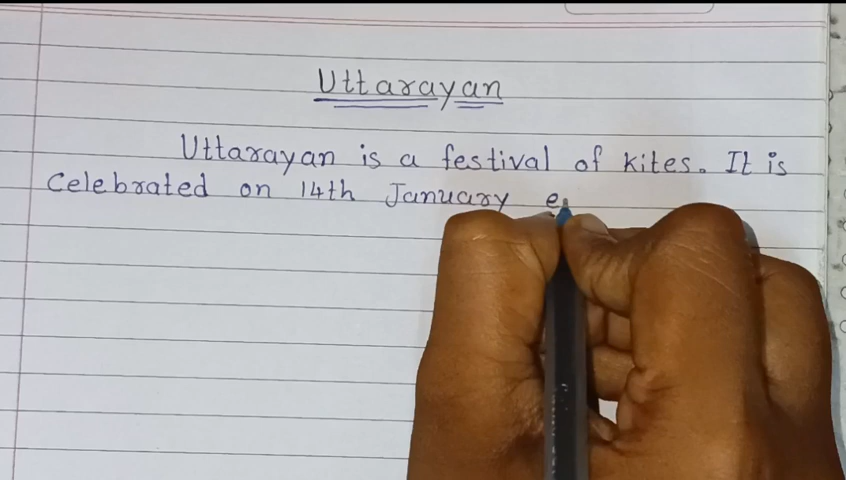 Uttarayan
Uttarayan is a festival of kites. It is
celebrated on 14th January e